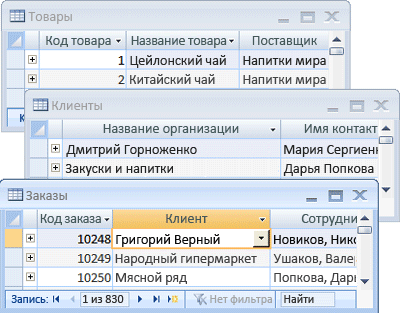 Товары
Код товара Название товара Поставщик
1 Цейлонский чай Напитки мира
2 Китайский чай Напитки мира
Клиенты
Название организации Имя контакт
Дмитрий Горноженко Мария Сергиен
Закуски и напитки Дарья Попкова
Заказы
Код заказа Клиент Сотрудни
10248 Григорий Верный Новиков, Нико
10249 Народный гипермаркет Ушаков, Вале
10250 Мясной ряд Попкова, Дар
Запись: 1 из 830 Нет фильтра Найти